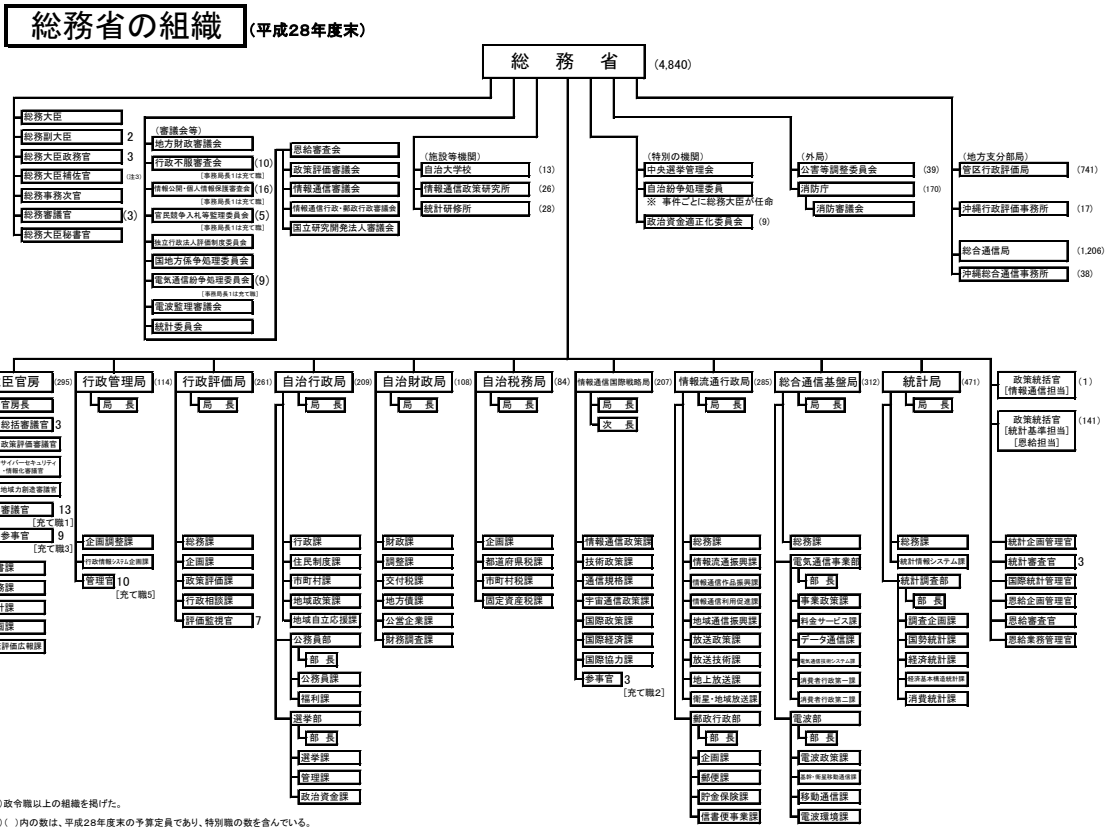 総務省の組織 (平成28年度末)
総務省 (4,840)
総務大臣
総務副大臣 2
総務大臣政務官 3
総務大臣補佐官 (注3)
総務事務次官
総務審議官 (3)
総務大臣秘書官
(審議会等)
地方財政審議会
行政不服審査会 (10)
[事務局長1は充て職]
情報公開・個人情報保護審査会 (16)
[事務局長1は充て職]
官民競争入札等監理委員会 (5)
[事務局長1は充て職]
独立行政法人評価制度委員会
国地方係争処理委員会
電気通信紛争処理委員会 (9)
[事務局長1は充て職]
電波監理審議会
統計委員会
恩給審査会
政策評価審議会
情報通信審議会
情報通信行政・郵政行政審議会
国立研究開発法人審議会
(施設等機関)
自治大学校 (13)
情報通信政策研究所 (26)
統計研修所 (28)
(特別の機関)
中央選挙管理会
自治紛争処理委員
※ 事件ごとに総務大臣が任命
政治資金適正化委員会 (9)
(外局)
公害等調整委員会 (39)
消防庁 (170)
消防審議会
(地方支分部局)
管区行政評価局 (741)
沖縄行政評価事務所 (17)
総合通信局 (1,206)
沖縄総合通信事務所 (38)
臣官房 (295)
官房長
総括審議官 3
政策評価審議官
サイバーセキュリティ
・情報化審議官
地域力創造審議官
審議官 13
[充て職1]
参事官 9
[充て職3]
書課
務課
計課
画課
評価広報課
行政管理局 (114)
局長
企画調整課
行政情報システム企画課
管理官 10
[充て職5]
行政評価局 (261)
局長
総務課
企画課
政策評価課
行政相談課
評価監視官 7
自治行政局 (209)
局長
行政課
住民制度課
市町村課
地域政策課
地域自立応援課
公務員部
部長
公務員課
福利課
選挙部
部長
選挙課
管理課
政治資金課
自治財政局 (108)
局長
財政課
調整課
交付税課
地方債課
公営企業課
財務調査課
自治税務局 (84)
局長
企画課
都道府県税課
市町村税課
固定資産税課
情報通信国際戦略局 (207)
局長
次長
情報通信政策課
技術政策課
通信規格課
宇宙通信政策課
国際政策課
国際経済課
国際協力課
参事官 3
[充て職2]
情報流通行政局 (285)
局長
総務課
情報流通振興課
情報通信作品振興課
情報通信利用促進課
地域通信振興課
放送政策課
放送技術課
地上放送課
衛星・地域放送課
郵政行政部
部長
企画課
郵便課
貯金保険課
信書便事業課
総合通信基盤局 (312)
局長
総務課
電気通信事業部
部長
事業政策課
料金サービス課
データ通信課
電気通信技術システム課
消費者行政第一課
消費者行政第二課
電波部
部長
電波政策課
基幹・衛星移動通信課
移動通信課
電波環境課
統計局 (471)
局長
総務課
統計情報システム課
統計調査部
部長
調査企画課
国勢統計課
経済統計課
経済基本構造統計課
消費統計課
政策統括官
[情報通信担当] (1)
政策統括官
[統計基準担当]
[恩給担当] (141)
統計企画管理官
統計審査官 3
国際統計管理官
恩給企画管理官
恩給審査官
恩給業務管理官
)政令職以上の組織を掲げた。
)( )内の数は、平成28年度末の予算定員であり、特別職の数を含んでいる。